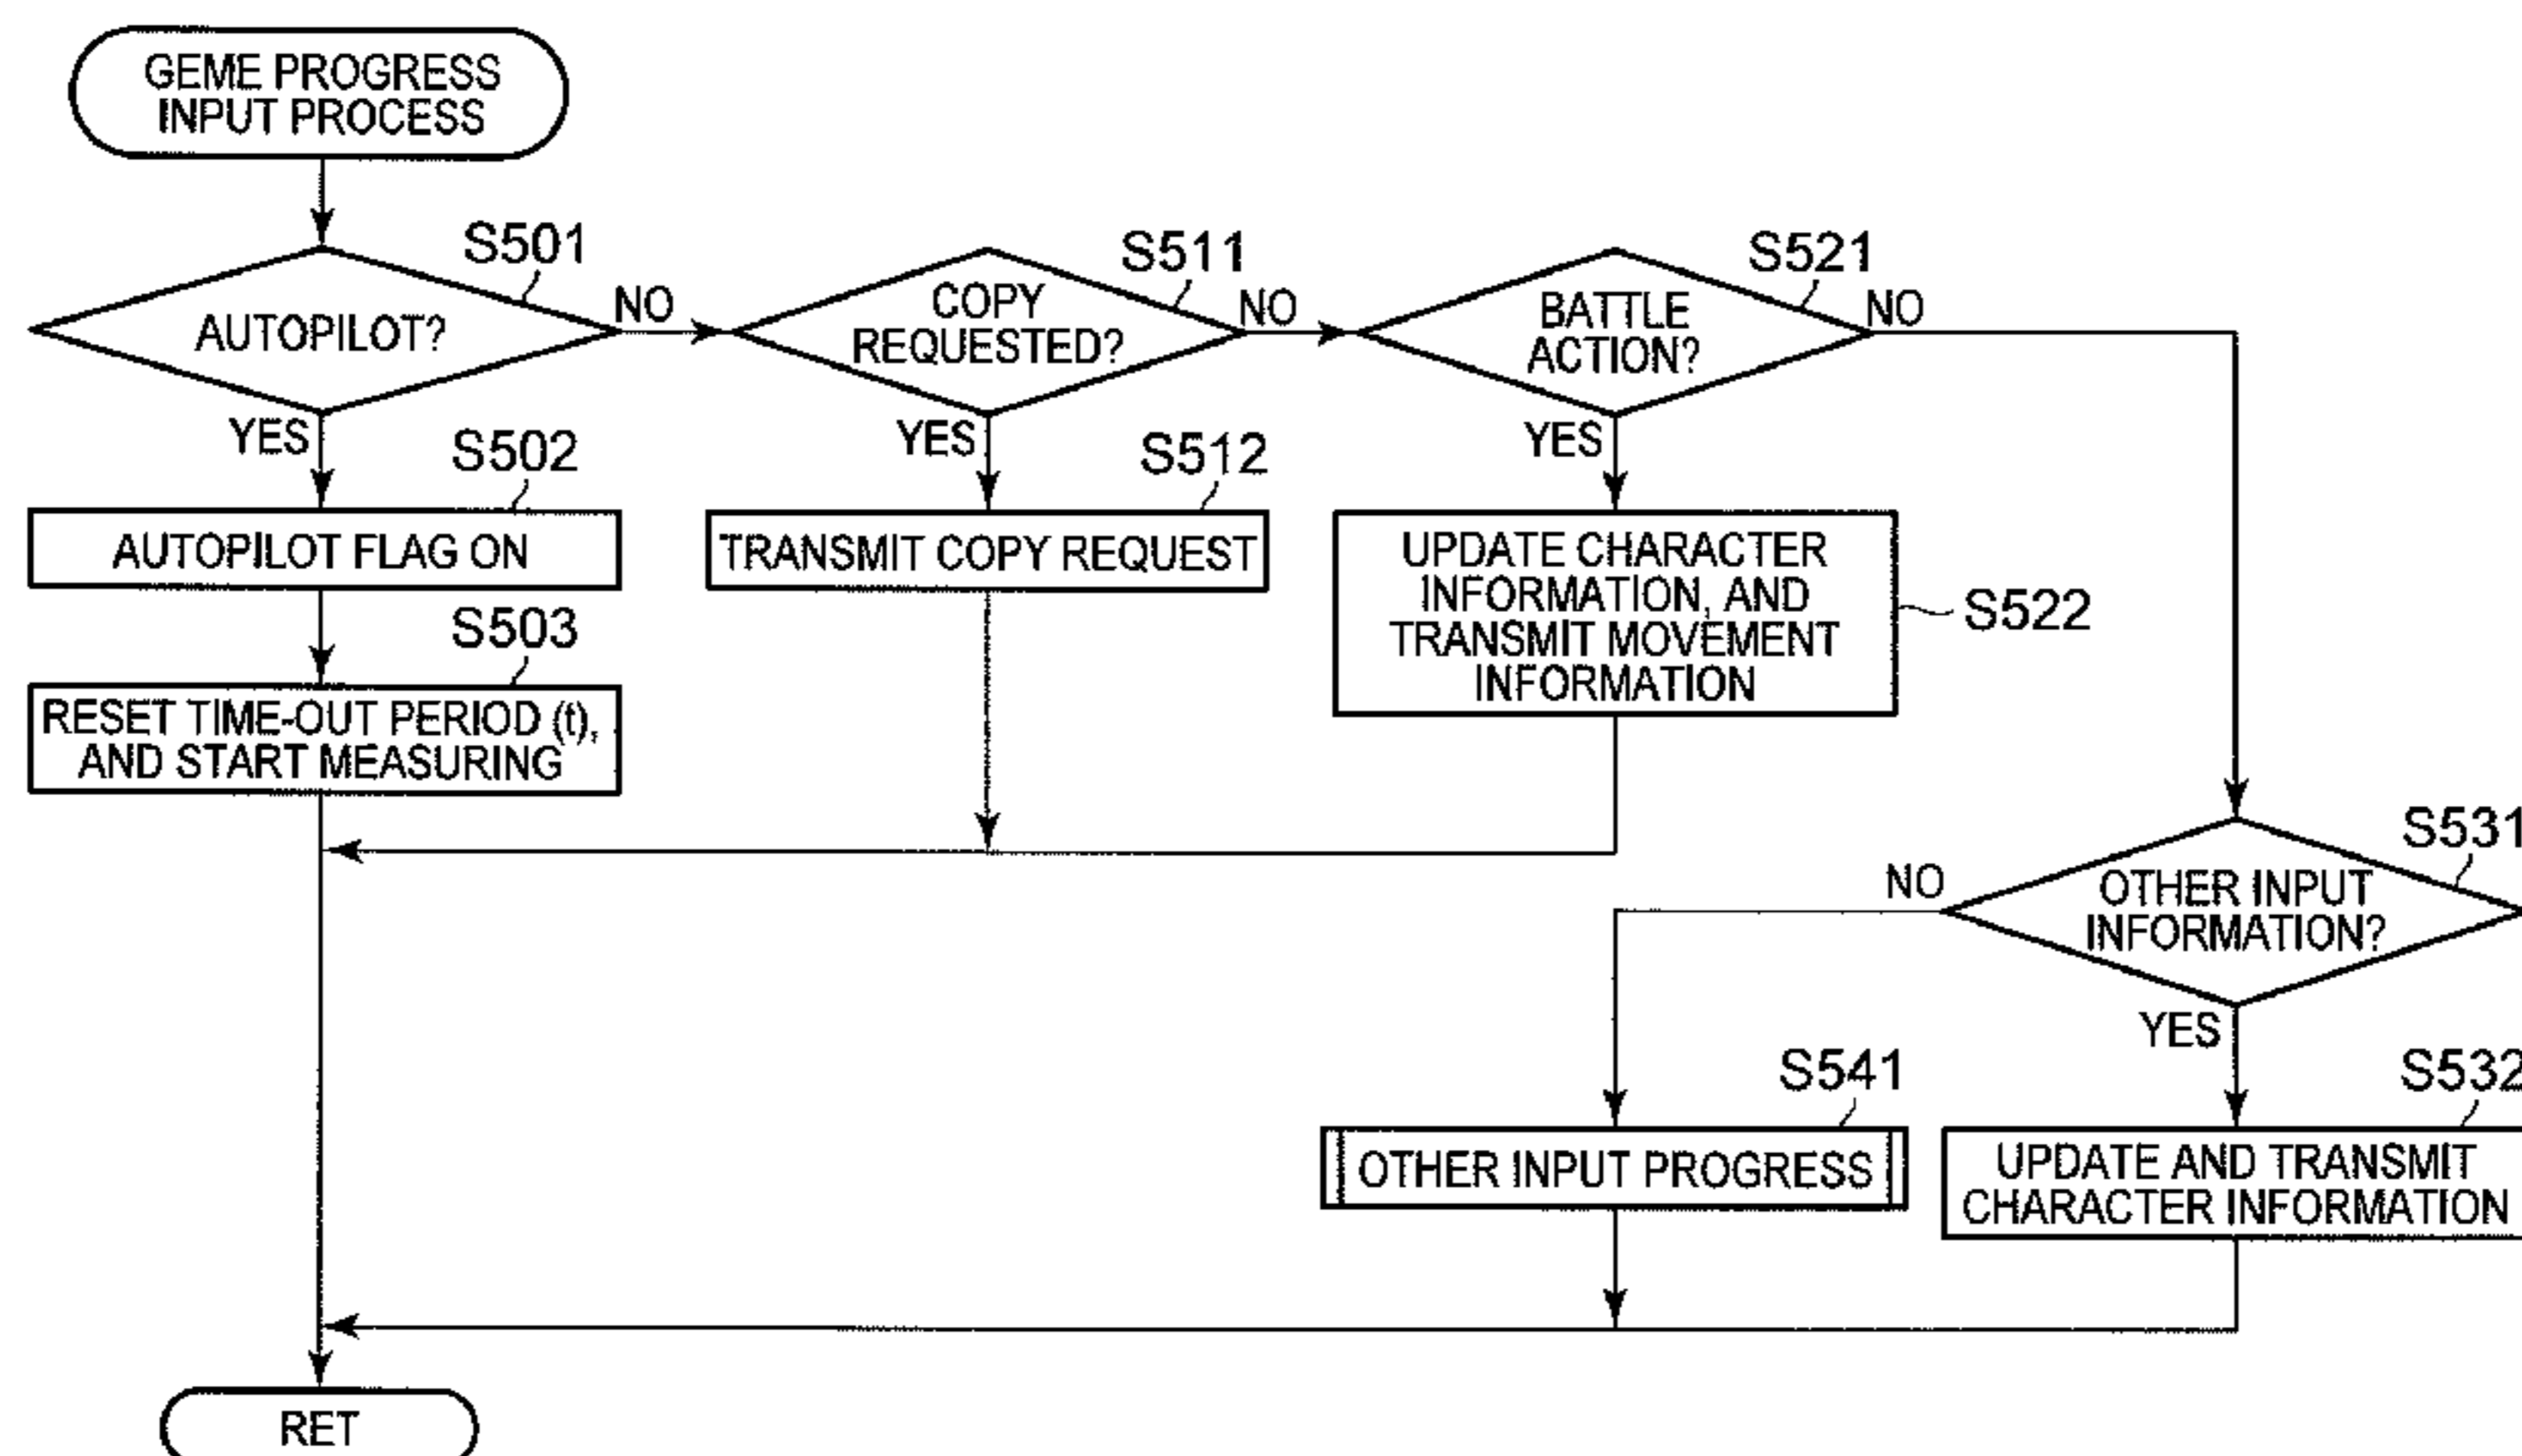 GEME PROGRESS
INPUT PROCESS
S501
AUTOPILOT?
NO
YES
S511
COPY
REQUESTED?
NO
YES
S521
BATTLE
ACTION?
NO
YES
S502
AUTOPILOT FLAG ON
S512
TRANSMIT COPY REQUEST
UPDATE CHARACTER
INFORMATION, AND
TRANSMIT MOVEMENT
INFORMATION
S522
S503
RESET TIME-OUT PERIOD (t),
AND START MEASURING
S531
OTHER INPUT
INFORMATION?
NO
YES
S541
OTHER INPUT PROGRESS
S532
UPDATE AND TRANSMIT
CHARACTER INFORMATION
RET